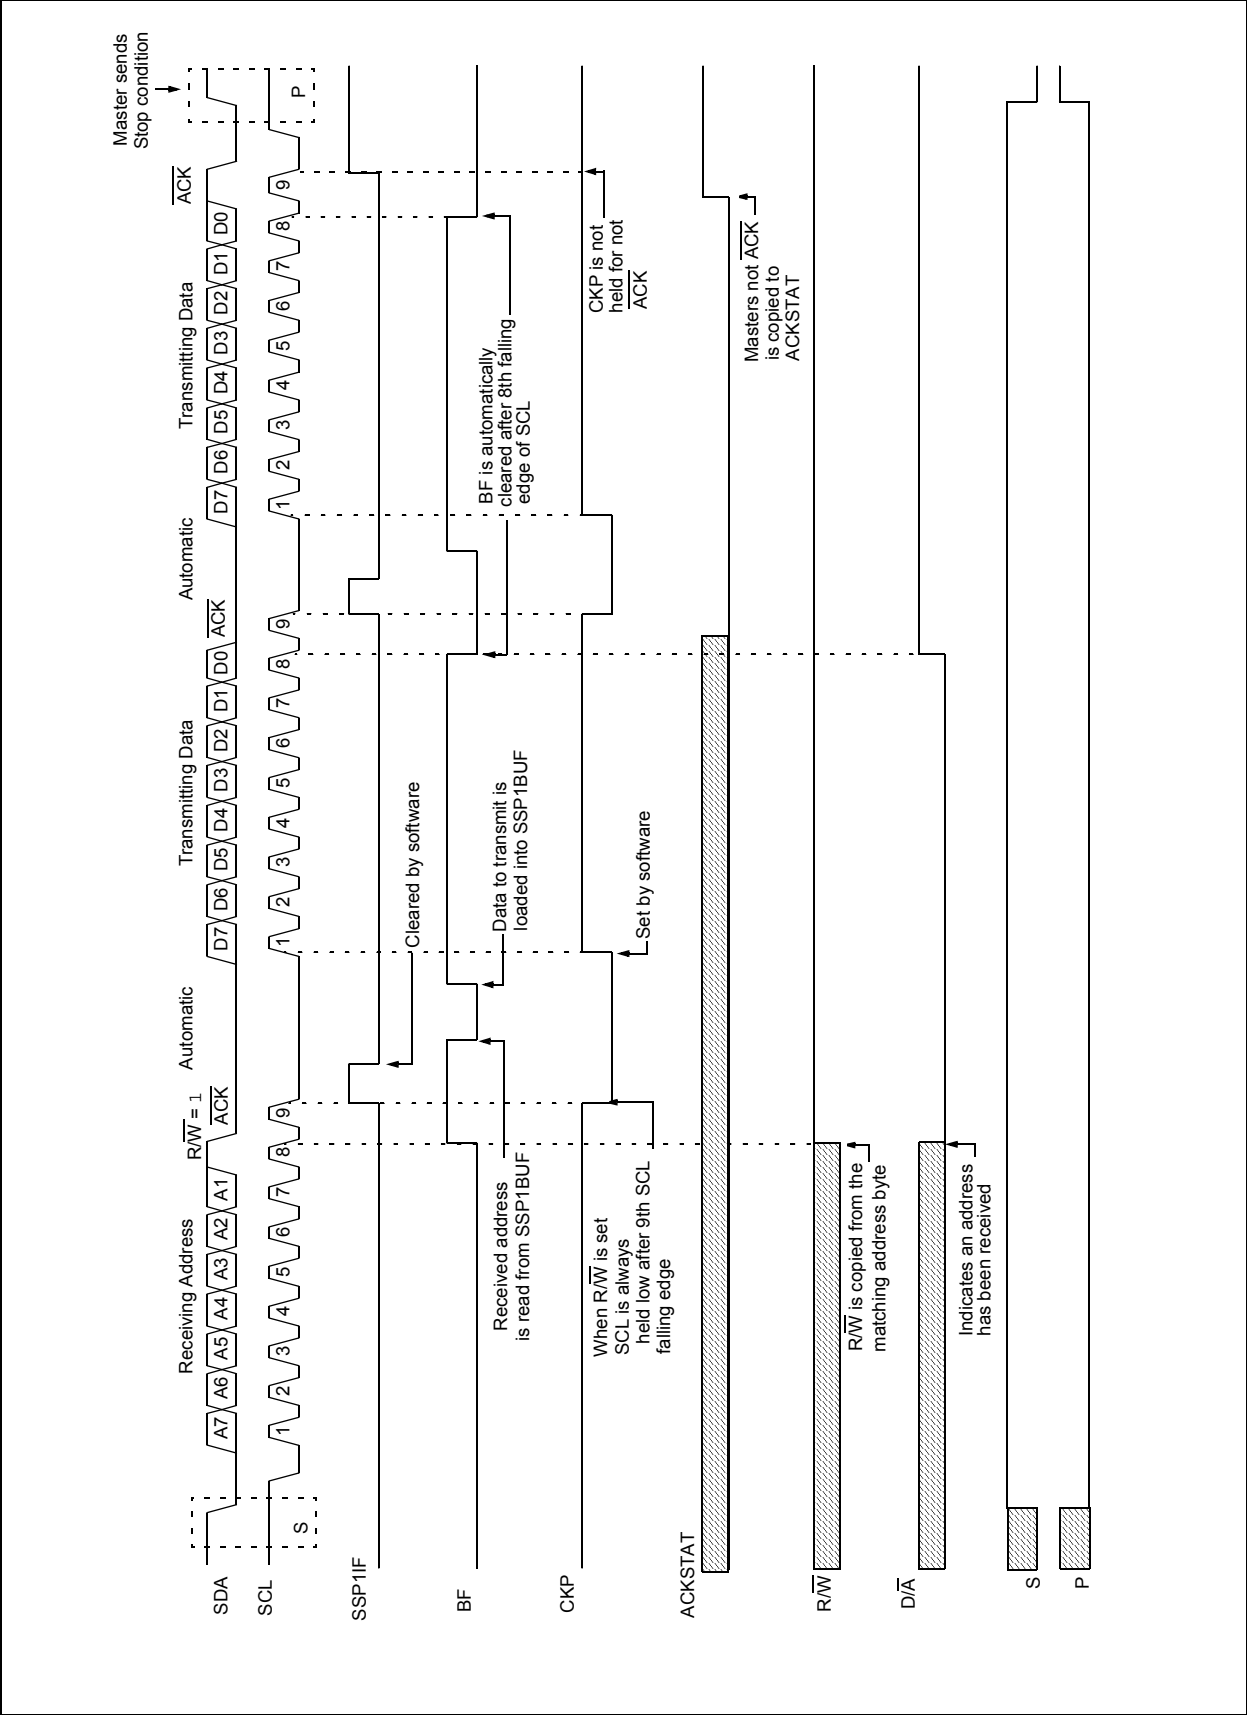 Master sends
Stop condition
Receiving Address
R/W = 1
ACK
Automatic
Transmitting Data
ACK
Automatic
Transmitting Data
ACK
SDA
A7 A6 A5 A4 A3 A2 A1
D7 D6 D5 D4 D3 D2 D1 D0
D7 D6 D5 D4 D3 D2 D1 D0
SCL
S
1 2 3 4 5 6 7 8 9
1 2 3 4 5 6 7 8 9
1 2 3 4 5 6 7 8 9
P
SSP1IF
Cleared by software
BF
Received address
is read from SSP1BUF
Data to transmit is
loaded into SSP1BUF
BF is automatically
cleared after 8th falling
edge of SCL
CKP
When R/W is set
SCL is always
held low after 9th SCL
falling edge
Set by software
CKP is not
held for not
ACK
ACKSTAT
Masters not ACK
is copied to
ACKSTAT
R/W
R/W is copied from the
matching address byte
D/A
Indicates an address
has been received
S
P